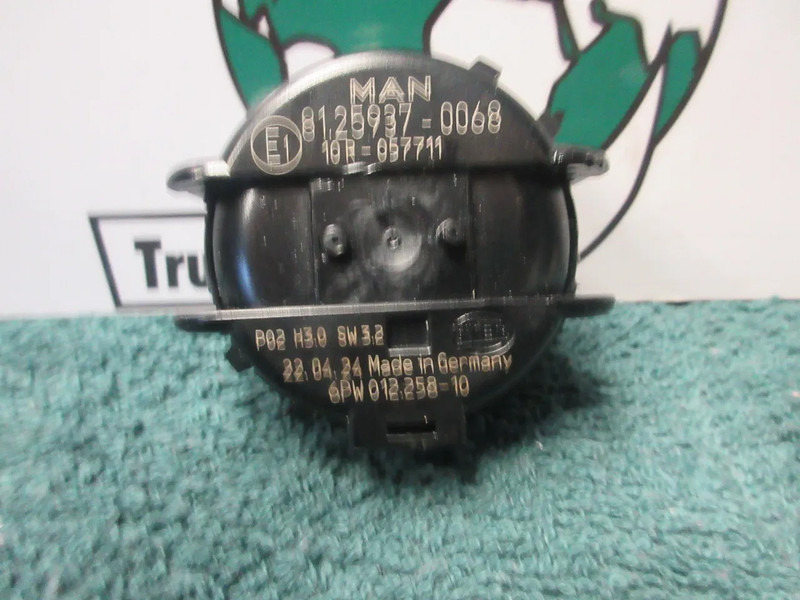 MAN
81.25937-0068
E1
10R-057711
Tru
P02 H3.0 SW3.2
HELLA
22.04.24 Made in Germany
6PW 012.258-10